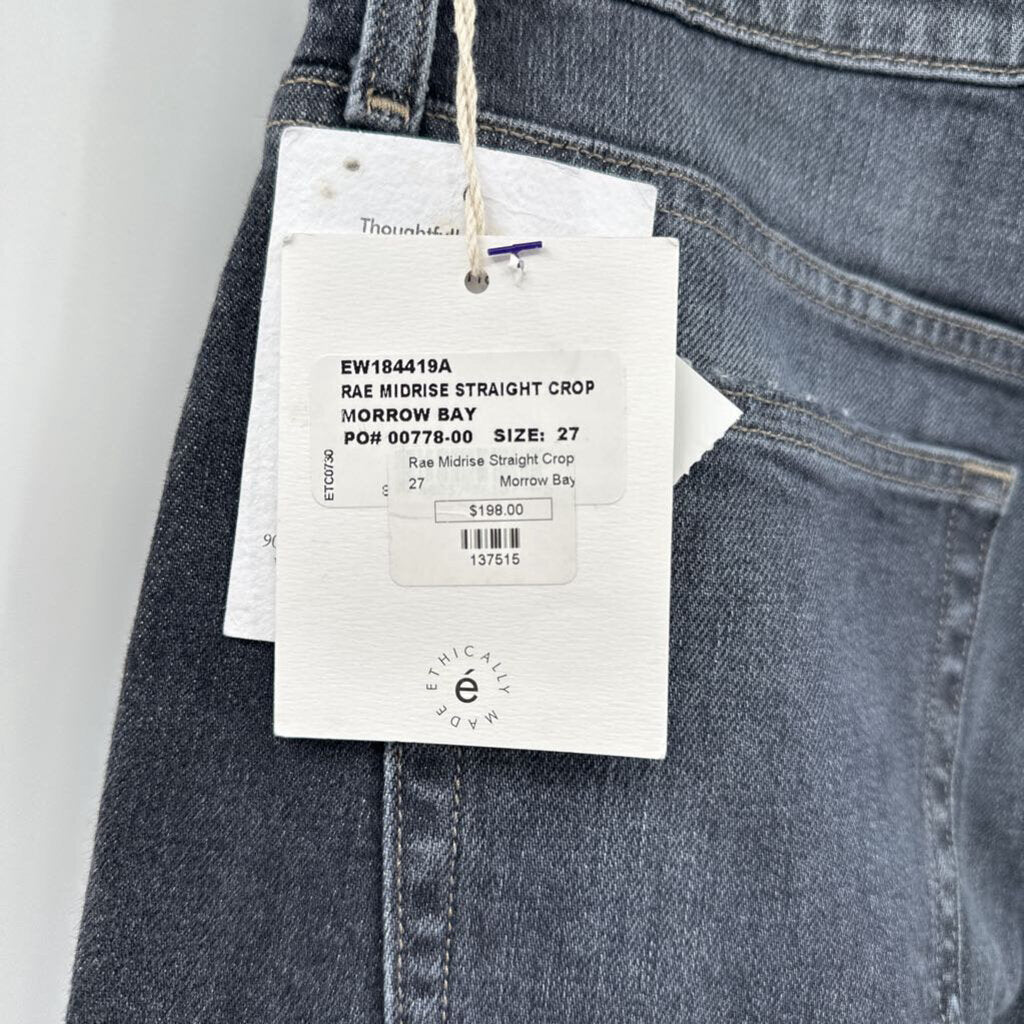 EW184419A
RAE MIDRISE STRAIGHT CROP
MORROW BAY
PO# 00778-00 SIZE: 27
ETC0730
Rae Midrise Straight Crop
27 Morrow Bay
$198.00
137515
ETHICALLY MADE
é